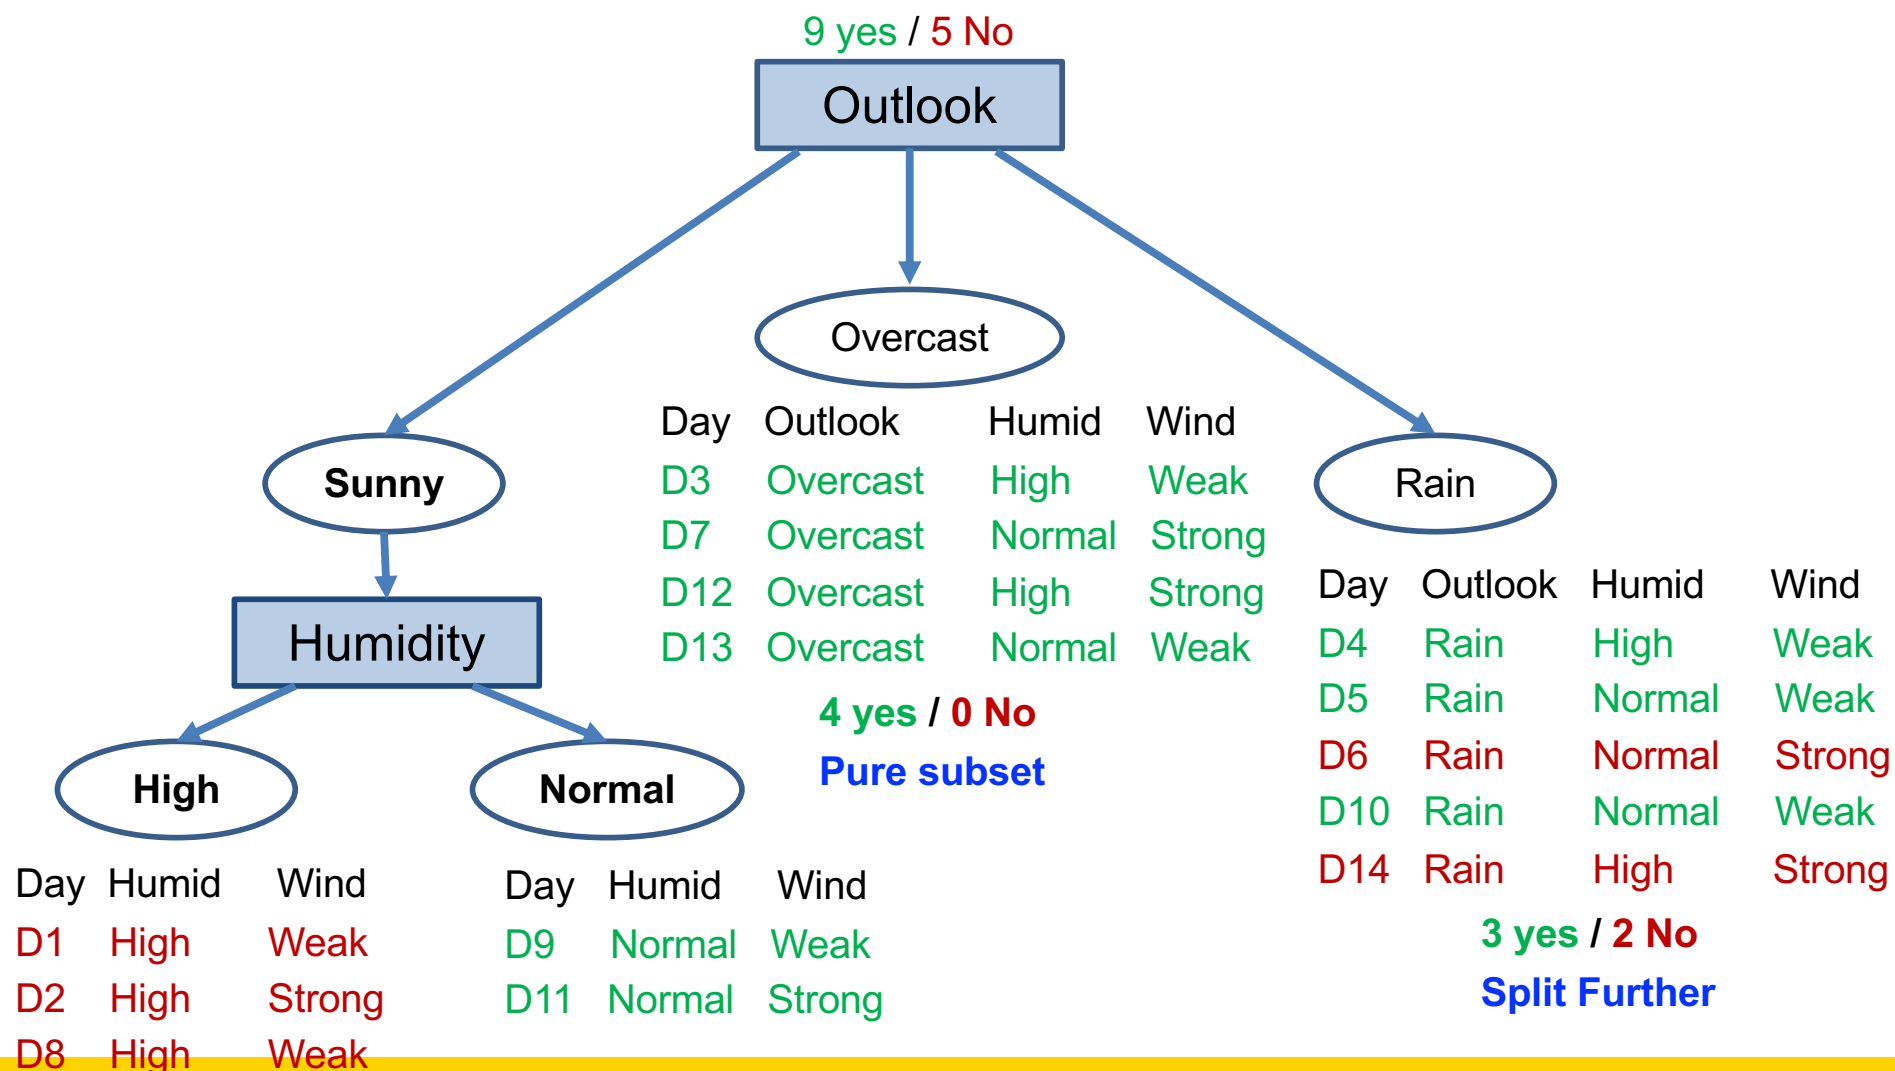 9 yes / 5 No
Outlook
Overcast
Day Outlook Humid Wind
D3 Overcast High Weak
D7 Overcast Normal Strong
D12 Overcast High Strong
D13 Overcast Normal Weak
4 yes / 0 No
Pure subset
Sunny
Humidity
High
Day Humid Wind
D1 High Weak
D2 High Strong
D8 High Weak
Normal
Day Humid Wind
D9 Normal Weak
D11 Normal Strong
Rain
Day Outlook Humid Wind
D4 Rain High Weak
D5 Rain Normal Weak
D6 Rain Normal Strong
D10 Rain Normal Weak
D14 Rain High Strong
3 yes / 2 No
Split Further